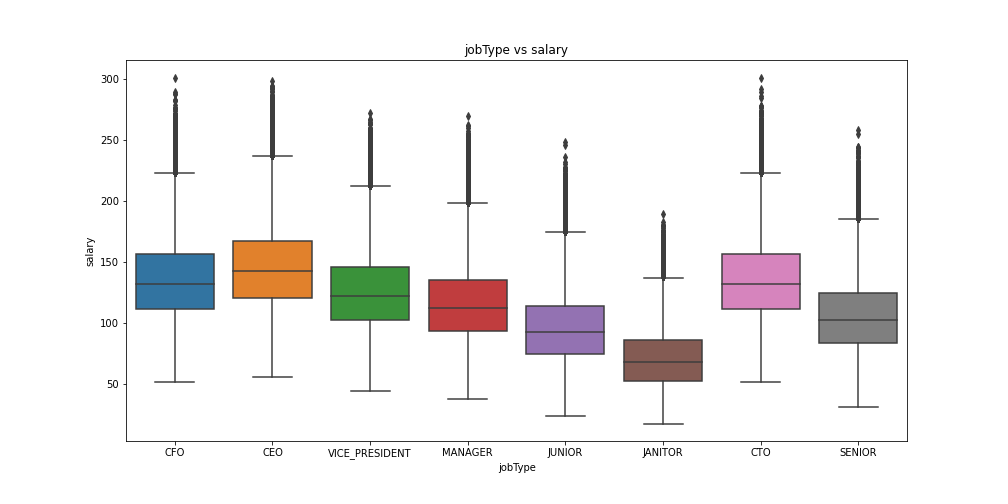 jobType vs salary
300
250
200
150
100
50
salary
CFO CEO VICE_PRESIDENT MANAGER JUNIOR JANITOR CTO SENIOR
jobType